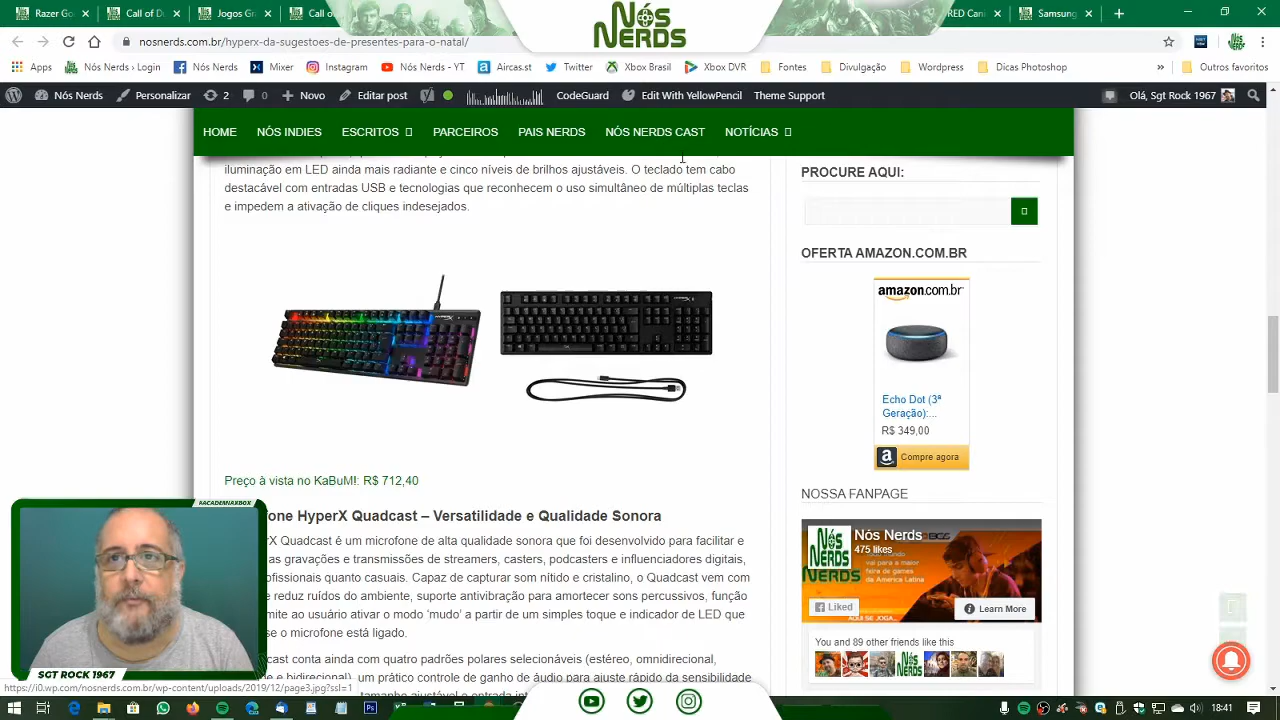 Razer Go
Call of Du
Jogos Gr
Call o
Nós
NERDS
RED Cani
Samsung
nosnerds.com.br/hyperx-da-sugestoes-de-presentes-para-o-natal/
Apps
Nós Nerds › Login
Nós Nerds
Mixer
Instagram
Nós Nerds - YT
Aircas.st
Twitter
Xbox Brasil
Xbox DVR
Fontes
Divulgação
Wordpress
Dicas Photoshop
»
Outros favoritos
Nós Nerds
Personalizar
2
0
Novo
Editar post
CodeGuard
Edit With YellowPencil
Theme Support
Olá, Sgt Rock 1967
HOME
NÓS INDIES
ESCRITOS
PARCEIROS
PAIS NERDS
NÓS NERDS CAST
NOTÍCIAS
iluminação em LED ainda mais radiante e cinco níveis de brilhos ajustáveis. O teclado tem cabo
destacável com entradas USB e tecnologias que reconhecem o uso simultâneo de múltiplas teclas
e impedem a ativação de cliques indesejados.
Preço à vista no KaBuM!: R$ 712,40
one HyperX Quadcast – Versatilidade e Qualidade Sonora
rX Quadcast é um microfone de alta qualidade sonora que foi desenvolvido para facilitar e
as gravações e transmissões de streamers, casters, podcasters e influenciadores digitais,
issionais quanto casuais. Capaz de capturar som nítido e cristalino, o Quadcast vem com
e reduz ruídos do ambiente, suporte antivibração para amortecer sons percussivos, função
mite ao usuário ativar o modo 'mudo' a partir de um simples toque e indicador de LED que
se o microfone está ligado.
cast conta ainda com quatro padrões polares selecionáveis (estéreo, omnidirecional,
e bidirecional), um prático controle de ganho de áudio para ajuste rápido da sensibilidade
PROCURE AQUI:
OFERTA AMAZON.COM.BR
amazon.com.br
Echo Dot (3ª
Geração):...
R$ 349,00
Compre agora
NOSSA FANPAGE
Nós Nerds
475 likes
Liked
Learn More
You and 89 other friends like this
#ACADEMIAXBOX
SGT ROCK 1967
https://i0.wp.com/nosnerds.com.br/wp-content/uploads/2019/12/page3.jpg?ssl=1
18:41